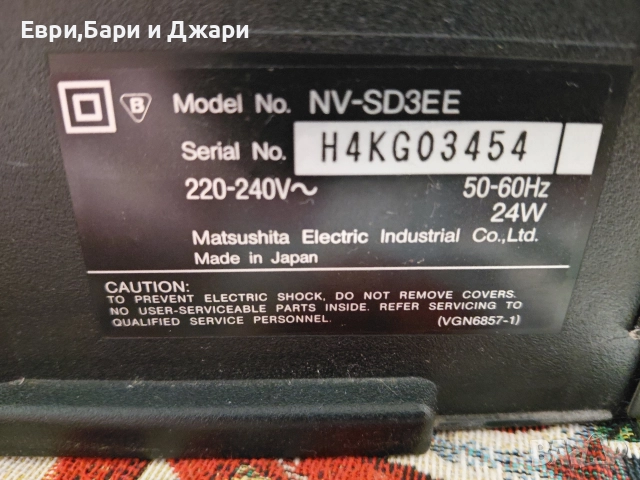 Еври,Бари и Джари
B Model No. NV-SD3EE
Serial No. H4KG03454
220-240V~ 50-60Hz
24W
Matsushita Electric Industrial Co.,Ltd.
Made in Japan
CAUTION:
TO PREVENT ELECTRIC SHOCK, DO NOT REMOVE COVERS.
NO USER-SERVICEABLE PARTS INSIDE. REFER SERVICING TO
QUALIFIED SERVICE PERSONNEL. (VGN6857-1)